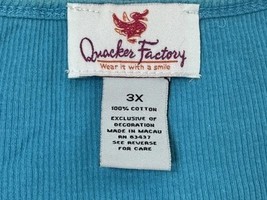 Quacker Factory
Wear it with a smile
3X
100% COTTON
EXCLUSIVE OF
DECORATION
MADE IN MACAU
RN 83437
SEE REVERSE
FOR CARE